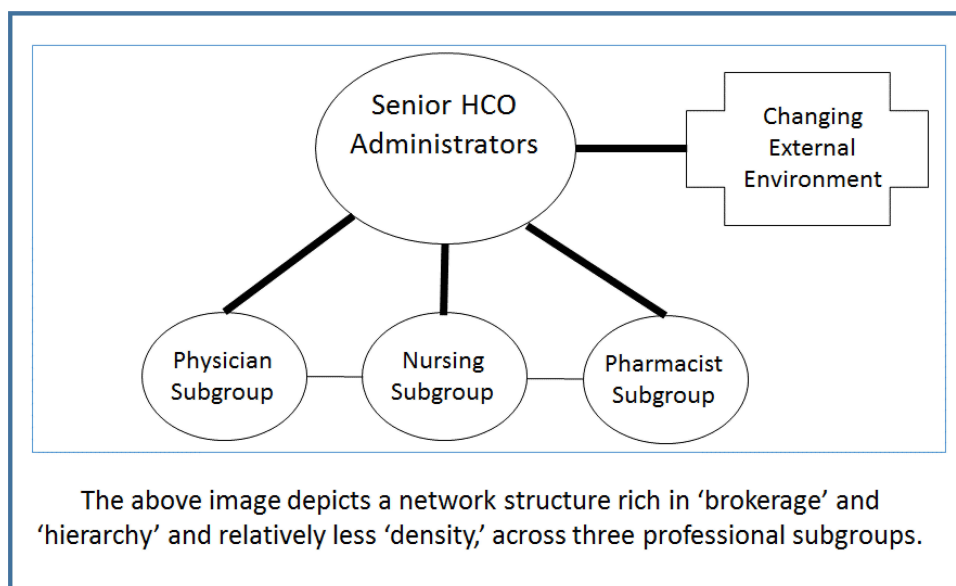 Senior HCO
Administrators
Changing
External
Environment
Physician
Subgroup
Nursing
Subgroup
Pharmacist
Subgroup
The above image depicts a network structure rich in ‘brokerage’ and
‘hierarchy’ and relatively less ‘density,’ across three professional subgroups.